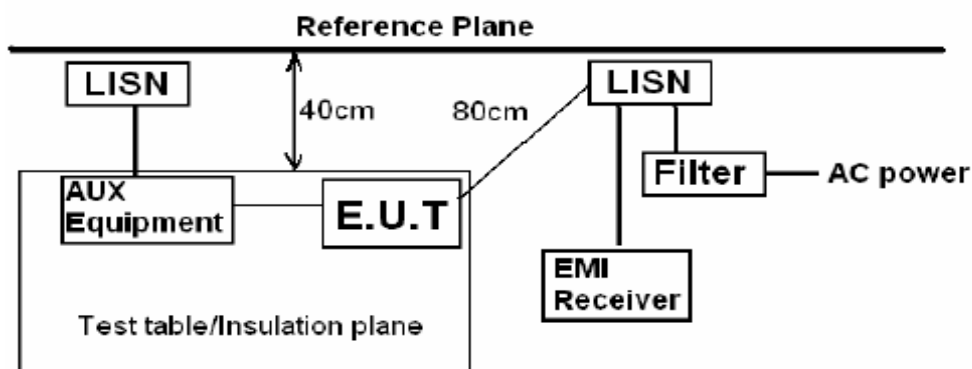 Reference Plane
LISN
40cm
80cm
LISN
Filter
AC power
AUX
Equipment
E.U.T
EMI
Receiver
Test table/Insulation plane